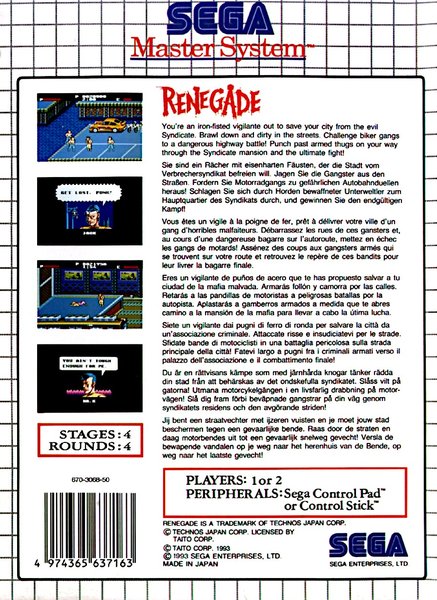 SEGA
Master System™
RENEGADE
You're an iron-fisted vigilante out to save your city from the evil
Syndicate. Brawl down and dirty in the streets. Challenge biker gangs
to a dangerous highway battle! Punch past armed thugs on your way
through the Syndicate mansion and the ultimate fight!
Sie sind ein Rächer mit eisenharten Fäusten, der die Stadt vom
Verbrechersyndikat befreien will. Jagen Sie die Gangster aus den
Straßen. Fordern Sie Motorradgangs zu gefährlichen Autobahnduellen
heraus! Schlagen Sie sich durch Horden bewaffneter Unterweltler zum
Hauptquartier des Syndikats durch, und gewinnen Sie den endgültigen
Kampf!
Vous êtes un vigile à la poigne de fer, prêt à délivrer votre ville d'un
gang d'horribles malfaiteurs. Débarrassez les rues de ces gansters et,
au cours d'une dangereuse bagarre sur l'autoroute, mettez en échec
les gangs de motards! Assénez des coups aux gansters armés qui
se trouvent sur votre route et retrouvez le repère de ces bandits pour
leur livrer la bagarre finale.
Eres un vigilante de puños de acero que te has propuesto salvar a tu
ciudad de la mafia malvada. Armarás follón y camorra por las calles.
Retarás a las pandillas de motoristas a peligrosas batallas por la
autopista. Aplastarás a gamberros armados a medida que te abres
camino a la mansión de la mafia para llevar a cabo la útima lucha.
Siete un vigilante dai pugni di ferro di ronda per salvare la città da
un'associazione criminale. Attaccate risse e insudiciatevi per le strade.
Sfidate bande di motociclisti in una battaglia pericolosa sulla strada
principale della città! Fatevi largo a pugni fra i criminali armati verso il
palazzo dell'associazione e il combattimento finale!
Du är en rättvisans kämpe som med järnhårda knogar tänker rädda
din stad från att behärskas av det ondskefulla syndikatet. Slåss vilt på
gatorna! Utmana motorcykelgängen i en livsfarlig drabbning på motor-
vägen! Slå dig fram förbi beväpnade gangstrar på din väg genom
syndikatets residens och den avgörande striden!
Jij bent een straatvechter met ijzeren vuisten en je moet jouw stad
beschermen tegen een gevaarlijke bende. Raas door de straten en
daag motorbendes uit tot een gevaarlijk snelweg gevecht! Versla de
bewapende vandalen op je weg naar het herenhuis van de Bende, op
weg naar het laatste gevecht!
GET LOST, PUNK!
JACK
YOU AIN'T TOUGH
ENOUGH FOR ME.
MR. K
STAGES: 4
ROUNDS: 4
PLAYERS: 1 or 2
PERIPHERALS: Sega Control Pad™
or Control Stick™
670-3068-50
4 974365 637163
RENEGADE IS A TRADEMARK OF TECHNOS JAPAN CORP.
© TECHNOS JAPAN CORP. LICENSED BY
TAITO CORP.
© TAITO CORP. 1993
© 1993 SEGA ENTERPRISES, LTD.
MADE IN JAPAN
SEGA
SEGA ENTERPRISES, LTD.